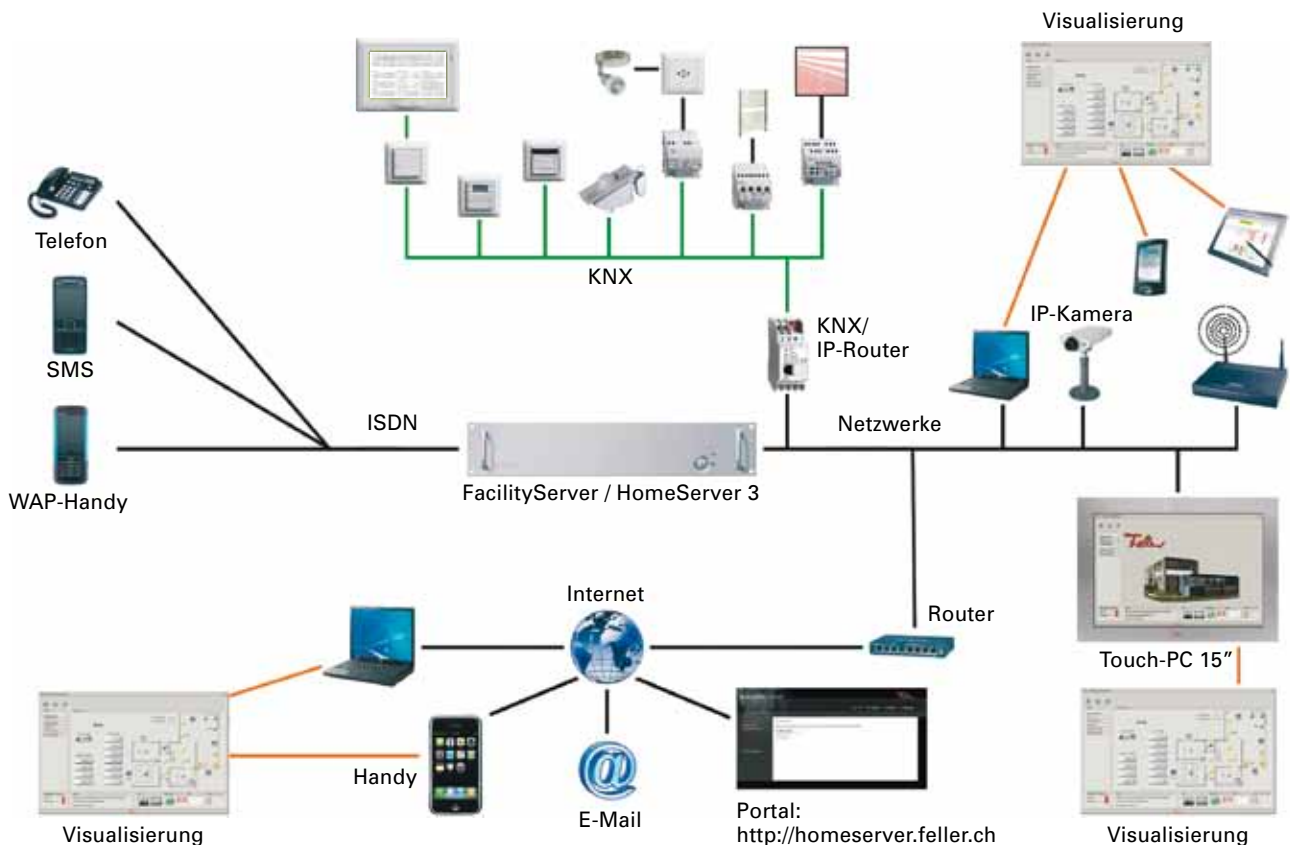 Visualisierung
Telefon
KNX
SMS
KNX/
IP-Router
IP-Kamera
ISDN
Netzwerke
WAP-Handy
FacilityServer / HomeServer 3
Internet
Router
Touch-PC 15”
Handy
E-Mail
Portal:
http://homeserver.feller.ch
Visualisierung
Visualisierung